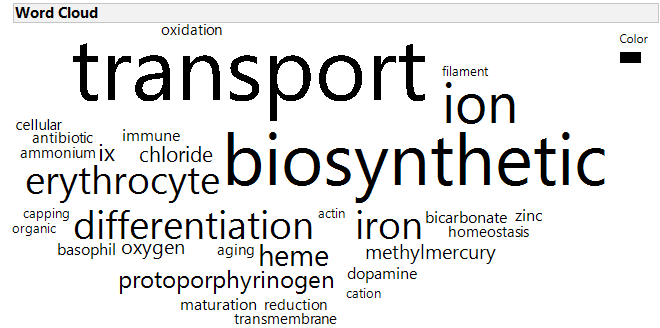 Word Cloud
Color
oxidation
transport
filament
ion
cellular
antibiotic
immune
ammonium
ix
chloride
biosynthetic
erythrocyte
capping
organic
differentiation
actin
iron
bicarbonate
zinc
homeostasis
basophil
oxygen
aging
heme
methylmercury
protoporphyrinogen
dopamine
cation
maturation
reduction
transmembrane